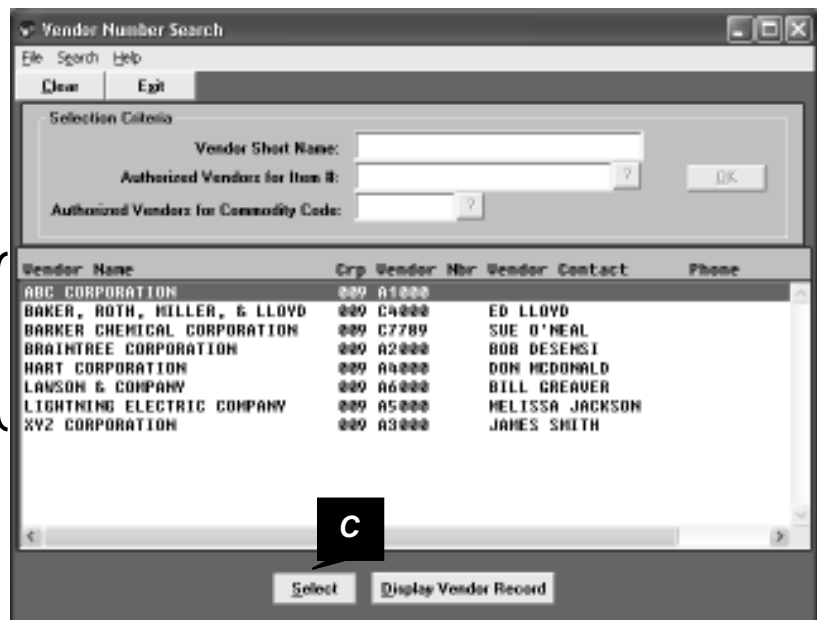 Vendor Number Search
File Search Help
Clear Exit
Selection Criteria
Vendor Short Name:
Authorized Vendors for Item #: ? OK
Authorized Vendors for Commodity Code: ?
Vendor Name Crp Vendor Nbr Vendor Contact Phone
ABC CORPORATION 009 A1000
BAKER, ROTH, MILLER, & LLOYD 009 C4000 ED LLOYD
BARKER CHEMICAL CORPORATION 009 C7789 SUE O'NEAL
BRAINTREE CORPORATION 009 A2000 BOB DESENSI
HART CORPORATION 009 A4000 DON MCDONALD
LAWSON & COMPANY 009 A6000 BILL GREAVER
LIGHTNING ELECTRIC COMPANY 009 A5000 MELISSA JACKSON
XYZ CORPORATION 009 A3000 JAMES SMITH
C
Select Display Vendor Record